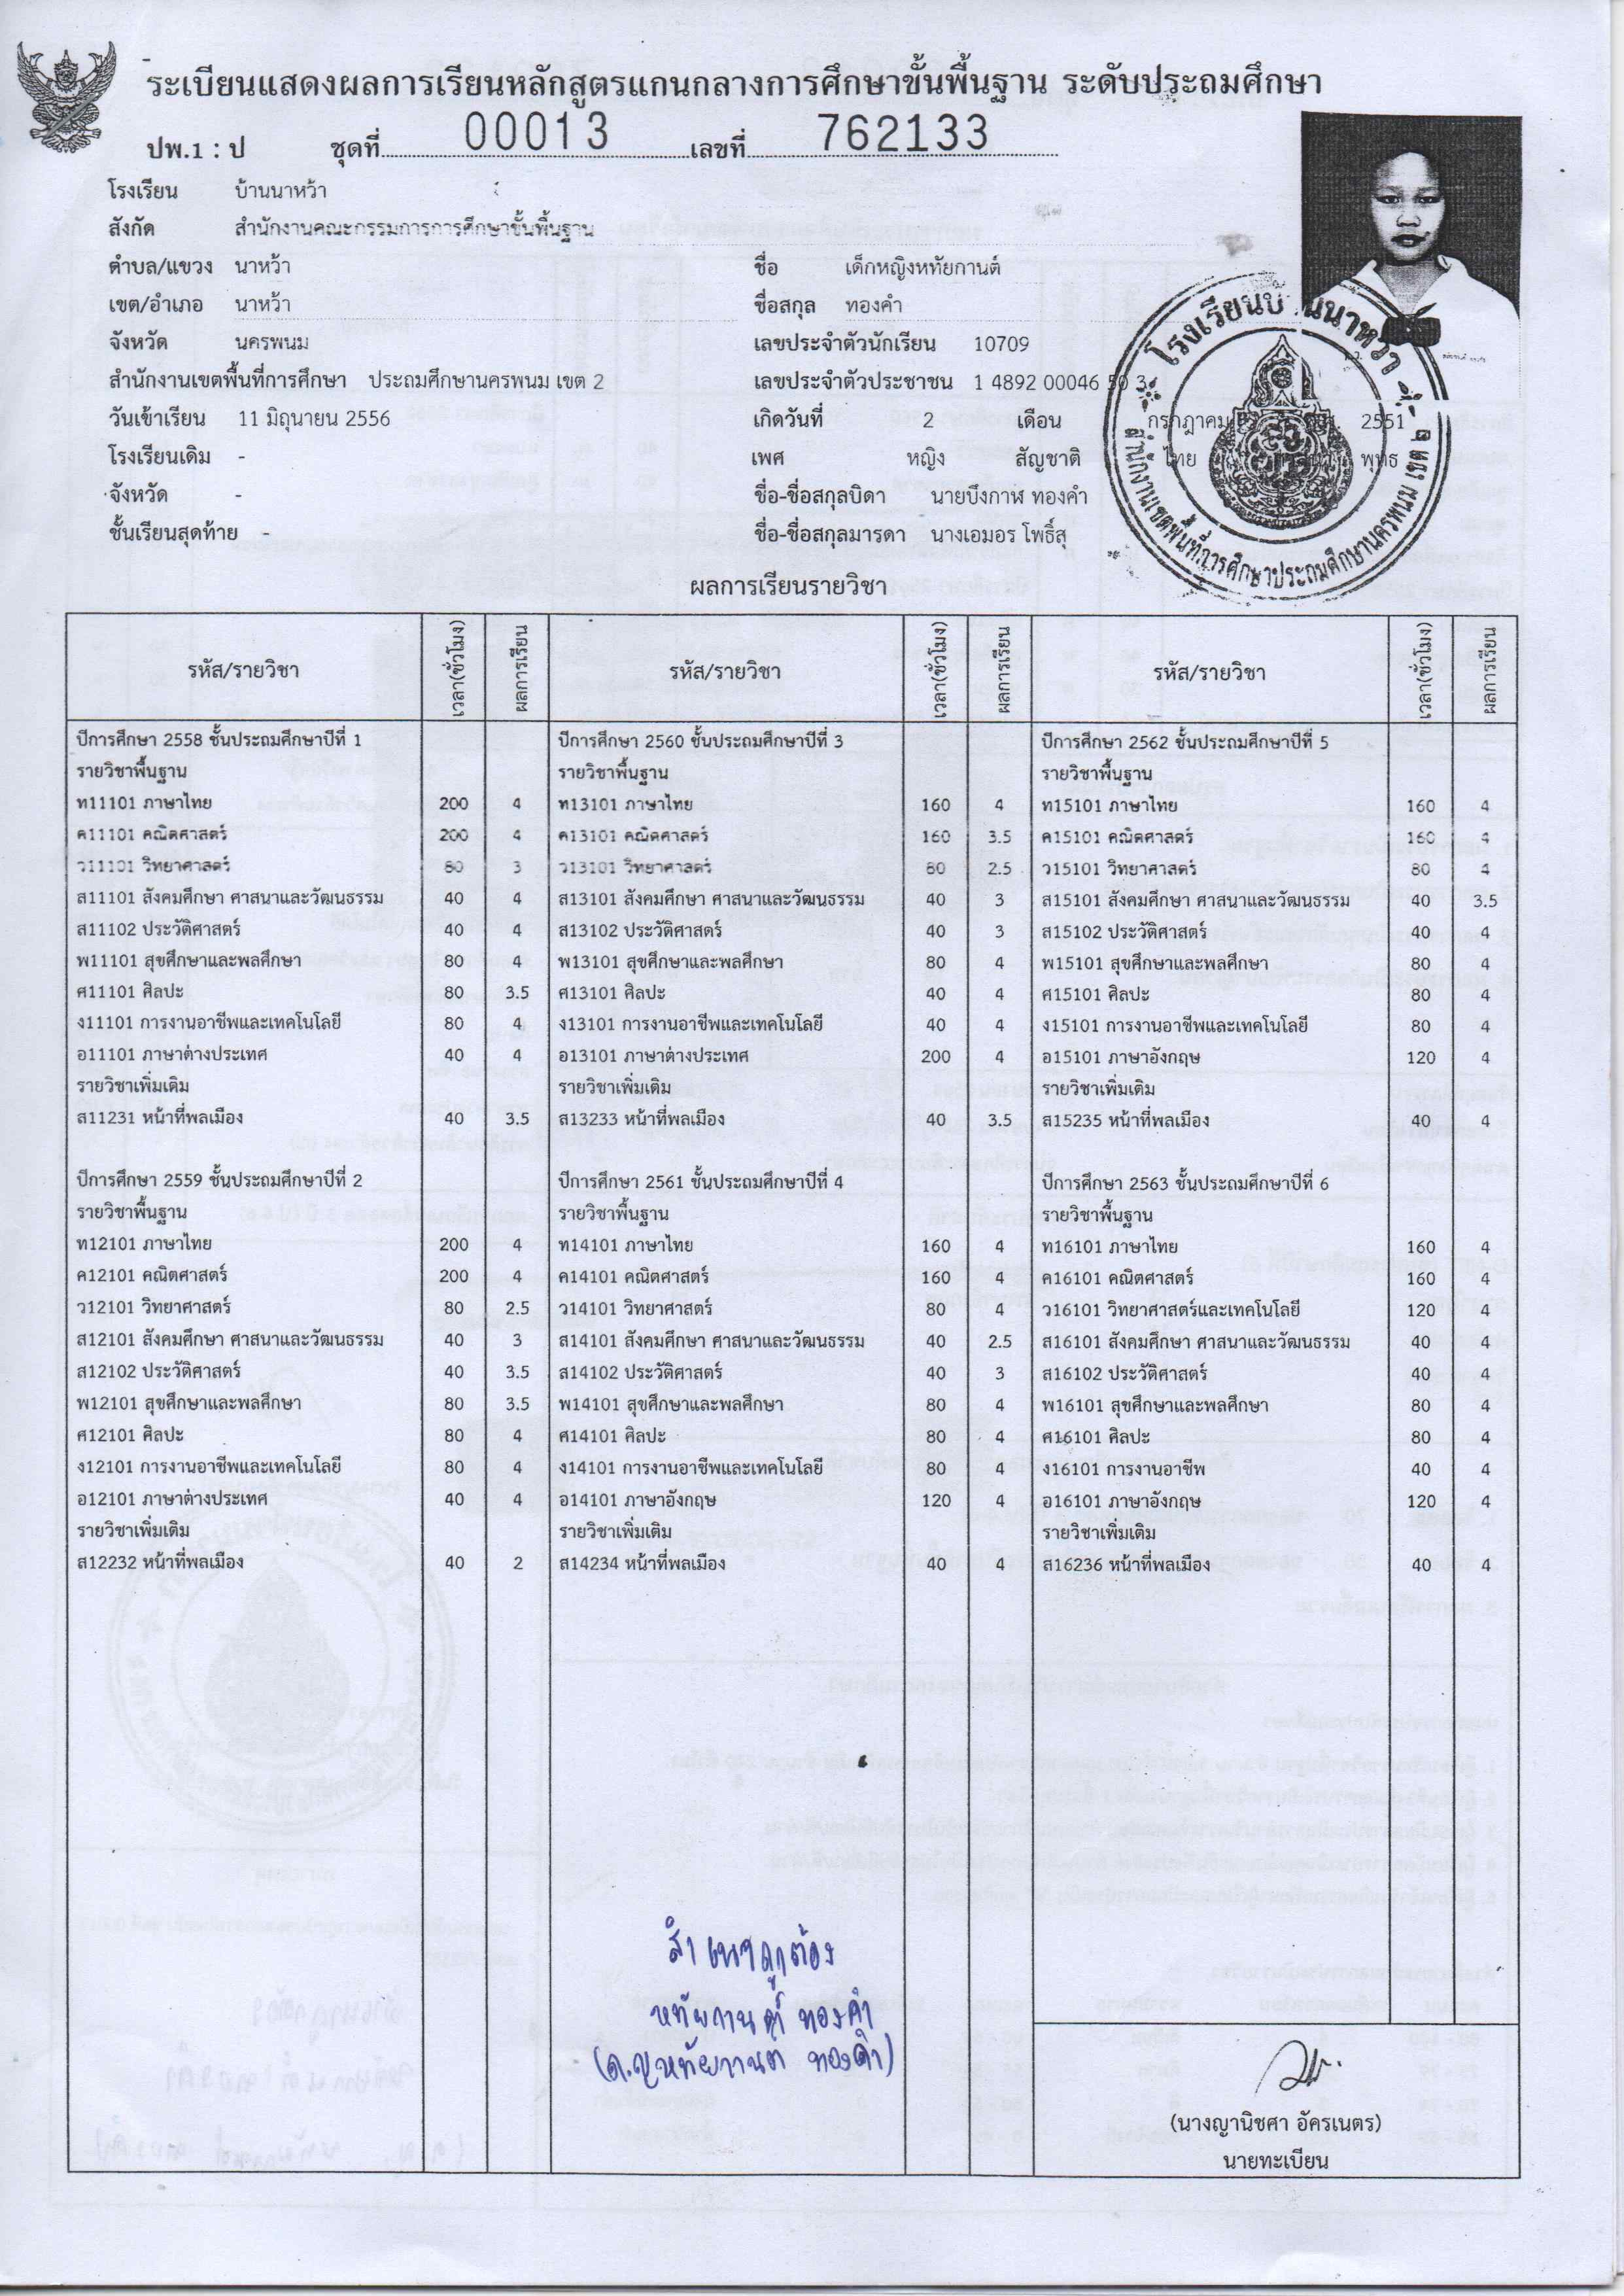 ระเบียนแสดงผลการเรียนหลักสูตรแกนกลางการศึกษาขั้นพื้นฐาน ระดับประถมศึกษา
ปพ.1 : ป ชุดที่ 00013 เลขที่ 762133
โรงเรียน บ้านนาหว้า
สังกัด สำนักงานคณะกรรมการการศึกษาขั้นพื้นฐาน
ตำบล/แขวง นาหว้า ชื่อ เด็กหญิงหทัยกานต์
เขต/อำเภอ นาหว้า ชื่อสกุล ทองคำ
จังหวัด นครพนม เลขประจำตัวนักเรียน 10709
สำนักงานเขตพื้นที่การศึกษา ประถมศึกษานครพนม เขต 2 เลขประจำตัวประชาชน 1 4892 00046 50 3
วันเข้าเรียน 11 มิถุนายน 2556 เกิดวันที่ 2 เดือน กรกฎาคม 2551
โรงเรียนเดิม - เพศ หญิง สัญชาติ ไทย พุทธ
จังหวัด - ชื่อ-ชื่อสกุลบิดา นายบึงกาฬ ทองคำ
ชั้นเรียนสุดท้าย - ชื่อ-ชื่อสกุลมารดา นางเอมอร โพธิ์สุ
โรงเรียนบ้านนาหว้า
สำนักงานเขตพื้นที่การศึกษาประถมศึกษานครพนม เขต ๒
ผลการเรียนรายวิชา
รหัส/รายวิชา เวลา(ชั่วโมง) ผลการเรียน รหัส/รายวิชา เวลา(ชั่วโมง) ผลการเรียน รหัส/รายวิชา เวลา(ชั่วโมง) ผลการเรียน
ปีการศึกษา 2558 ชั้นประถมศึกษาปีที่ 1
รายวิชาพื้นฐาน
ท11101 ภาษาไทย 200 4
ค11101 คณิตศาสตร์ 200 4
ว11101 วิทยาศาสตร์ 80 3
ส11101 สังคมศึกษา ศาสนาและวัฒนธรรม 40 4
ส11102 ประวัติศาสตร์ 40 4
พ11101 สุขศึกษาและพลศึกษา 80 4
ศ11101 ศิลปะ 80 3.5
ง11101 การงานอาชีพและเทคโนโลยี 80 4
อ11101 ภาษาต่างประเทศ 40 4
รายวิชาเพิ่มเติม
ส11231 หน้าที่พลเมือง 40 3.5
ปีการศึกษา 2559 ชั้นประถมศึกษาปีที่ 2
รายวิชาพื้นฐาน
ท12101 ภาษาไทย 200 4
ค12101 คณิตศาสตร์ 200 4
ว12101 วิทยาศาสตร์ 80 2.5
ส12101 สังคมศึกษา ศาสนาและวัฒนธรรม 40 3
ส12102 ประวัติศาสตร์ 40 3.5
พ12101 สุขศึกษาและพลศึกษา 80 3.5
ศ12101 ศิลปะ 80 4
ง12101 การงานอาชีพและเทคโนโลยี 80 4
อ12101 ภาษาต่างประเทศ 40 4
รายวิชาเพิ่มเติม
ส12232 หน้าที่พลเมือง 40 2
ปีการศึกษา 2560 ชั้นประถมศึกษาปีที่ 3
รายวิชาพื้นฐาน
ท13101 ภาษาไทย 160 4
ค13101 คณิตศาสตร์ 160 3.5
ว13101 วิทยาศาสตร์ 80 2.5
ส13101 สังคมศึกษา ศาสนาและวัฒนธรรม 40 3
ส13102 ประวัติศาสตร์ 40 3
พ13101 สุขศึกษาและพลศึกษา 80 4
ศ13101 ศิลปะ 40 4
ง13101 การงานอาชีพและเทคโนโลยี 40 4
อ13101 ภาษาต่างประเทศ 200 4
รายวิชาเพิ่มเติม
ส13233 หน้าที่พลเมือง 40 3.5
ปีการศึกษา 2561 ชั้นประถมศึกษาปีที่ 4
รายวิชาพื้นฐาน
ท14101 ภาษาไทย 160 4
ค14101 คณิตศาสตร์ 160 4
ว14101 วิทยาศาสตร์ 80 4
ส14101 สังคมศึกษา ศาสนาและวัฒนธรรม 40 2.5
ส14102 ประวัติศาสตร์ 40 3
พ14101 สุขศึกษาและพลศึกษา 80 4
ศ14101 ศิลปะ 80 4
ง14101 การงานอาชีพและเทคโนโลยี 80 4
อ14101 ภาษาอังกฤษ 120 4
รายวิชาเพิ่มเติม
ส14234 หน้าที่พลเมือง 40 4
สำเนาถูกต้อง
หทัยกานต์ ทองคำ
(ด.ญ.หทัยกานต์ ทองคำ)
ปีการศึกษา 2562 ชั้นประถมศึกษาปีที่ 5
รายวิชาพื้นฐาน
ท15101 ภาษาไทย 160 4
ค15101 คณิตศาสตร์ 160 4
ว15101 วิทยาศาสตร์ 80 4
ส15101 สังคมศึกษา ศาสนาและวัฒนธรรม 40 3.5
ส15102 ประวัติศาสตร์ 40 4
พ15101 สุขศึกษาและพลศึกษา 80 4
ศ15101 ศิลปะ 80 4
ง15101 การงานอาชีพและเทคโนโลยี 80 4
อ15101 ภาษาอังกฤษ 120 4
รายวิชาเพิ่มเติม
ส15235 หน้าที่พลเมือง 40 4
ปีการศึกษา 2563 ชั้นประถมศึกษาปีที่ 6
รายวิชาพื้นฐาน
ท16101 ภาษาไทย 160 4
ค16101 คณิตศาสตร์ 160 4
ว16101 วิทยาศาสตร์และเทคโนโลยี 120 4
ส16101 สังคมศึกษา ศาสนาและวัฒนธรรม 40 4
ส16102 ประวัติศาสตร์ 40 4
พ16101 สุขศึกษาและพลศึกษา 80 4
ศ16101 ศิลปะ 80 4
ง16101 การงานอาชีพ 40 4
อ16101 ภาษาอังกฤษ 120 4
รายวิชาเพิ่มเติม
ส16236 หน้าที่พลเมือง 40 4
(นางญานิชศา อัครเนตร)
นายทะเบียน